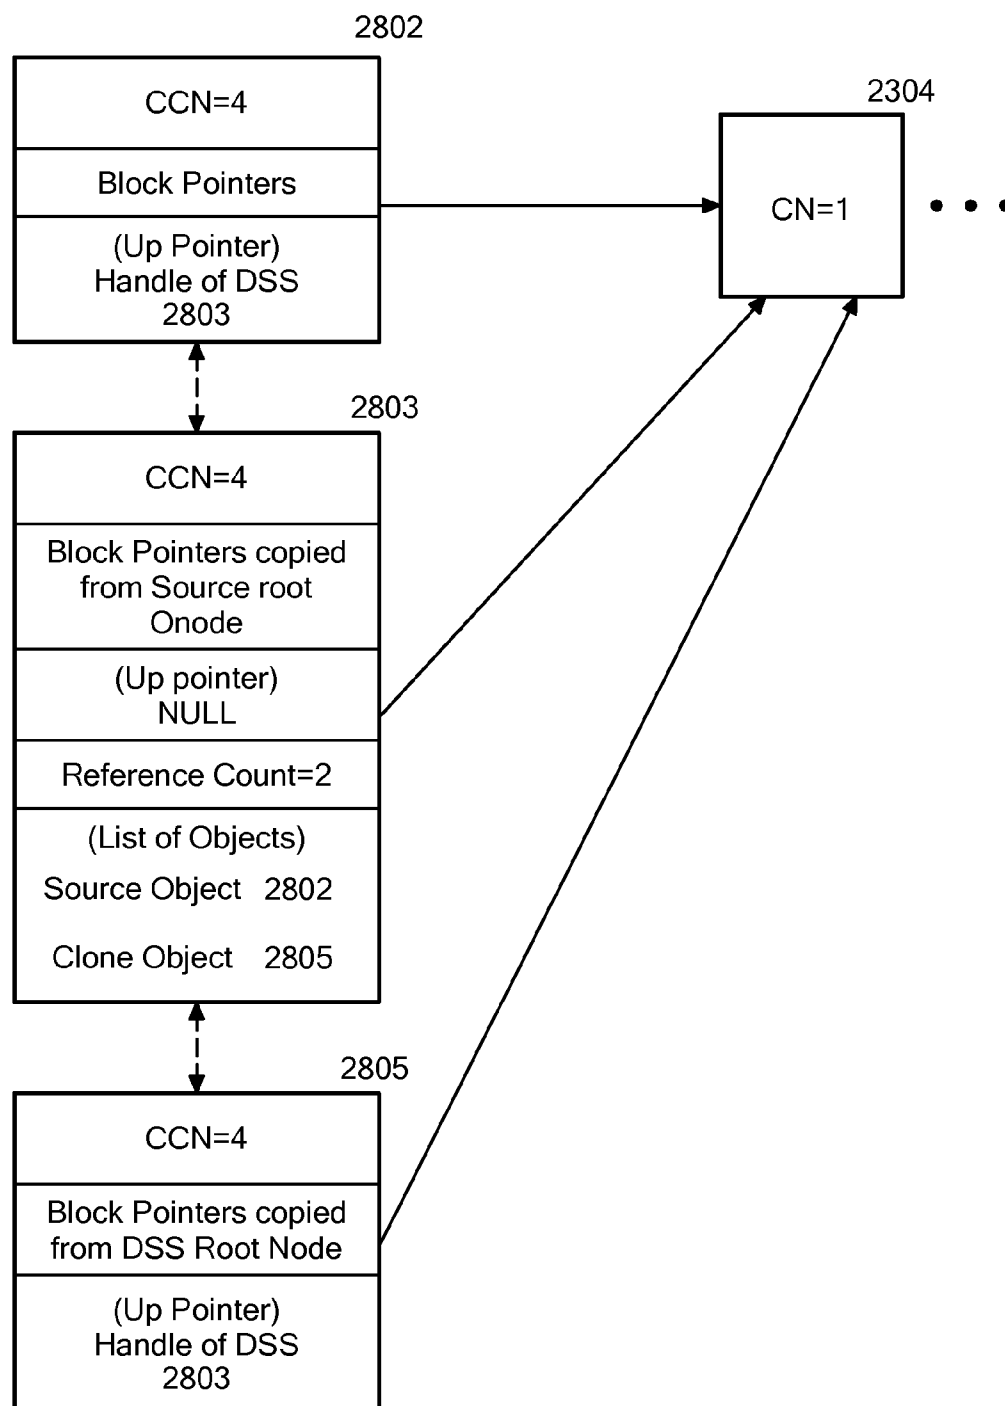 2802
CCN=4
Block Pointers
(Up Pointer)
Handle of DSS
2803
2304
CN=1
2803
CCN=4
Block Pointers copied
from Source root
Onode
(Up pointer)
NULL
Reference Count=2
(List of Objects)
Source Object 2802
Clone Object 2805
2805
CCN=4
Block Pointers copied
from DSS Root Node
(Up Pointer)
Handle of DSS
2803